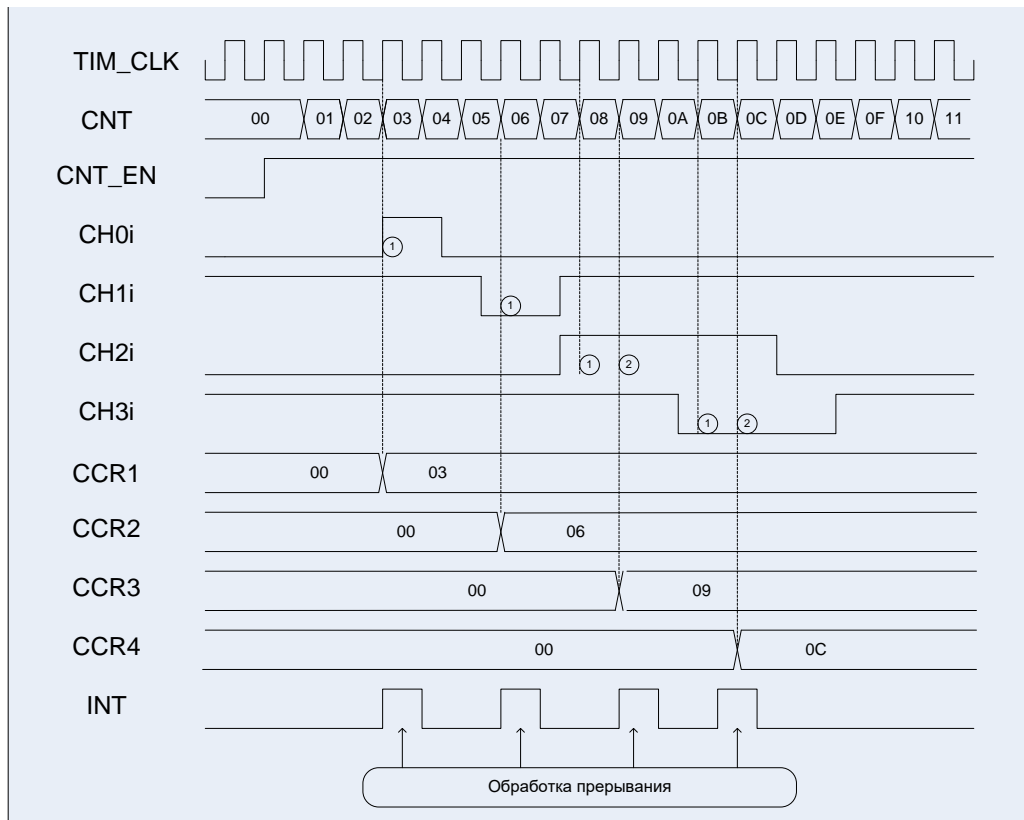 TIM_CLK
CNT 00 01 02 03 04 05 06 07 08 09 0A 0B 0C 0D 0E 0F 10 11
CNT_EN
CH0i 1
CH1i 1
CH2i 1 2
CH3i 1 2
CCR1 00 03
CCR2 00 06
CCR3 00 09
CCR4 00 0C
INT
Обработка прерывания